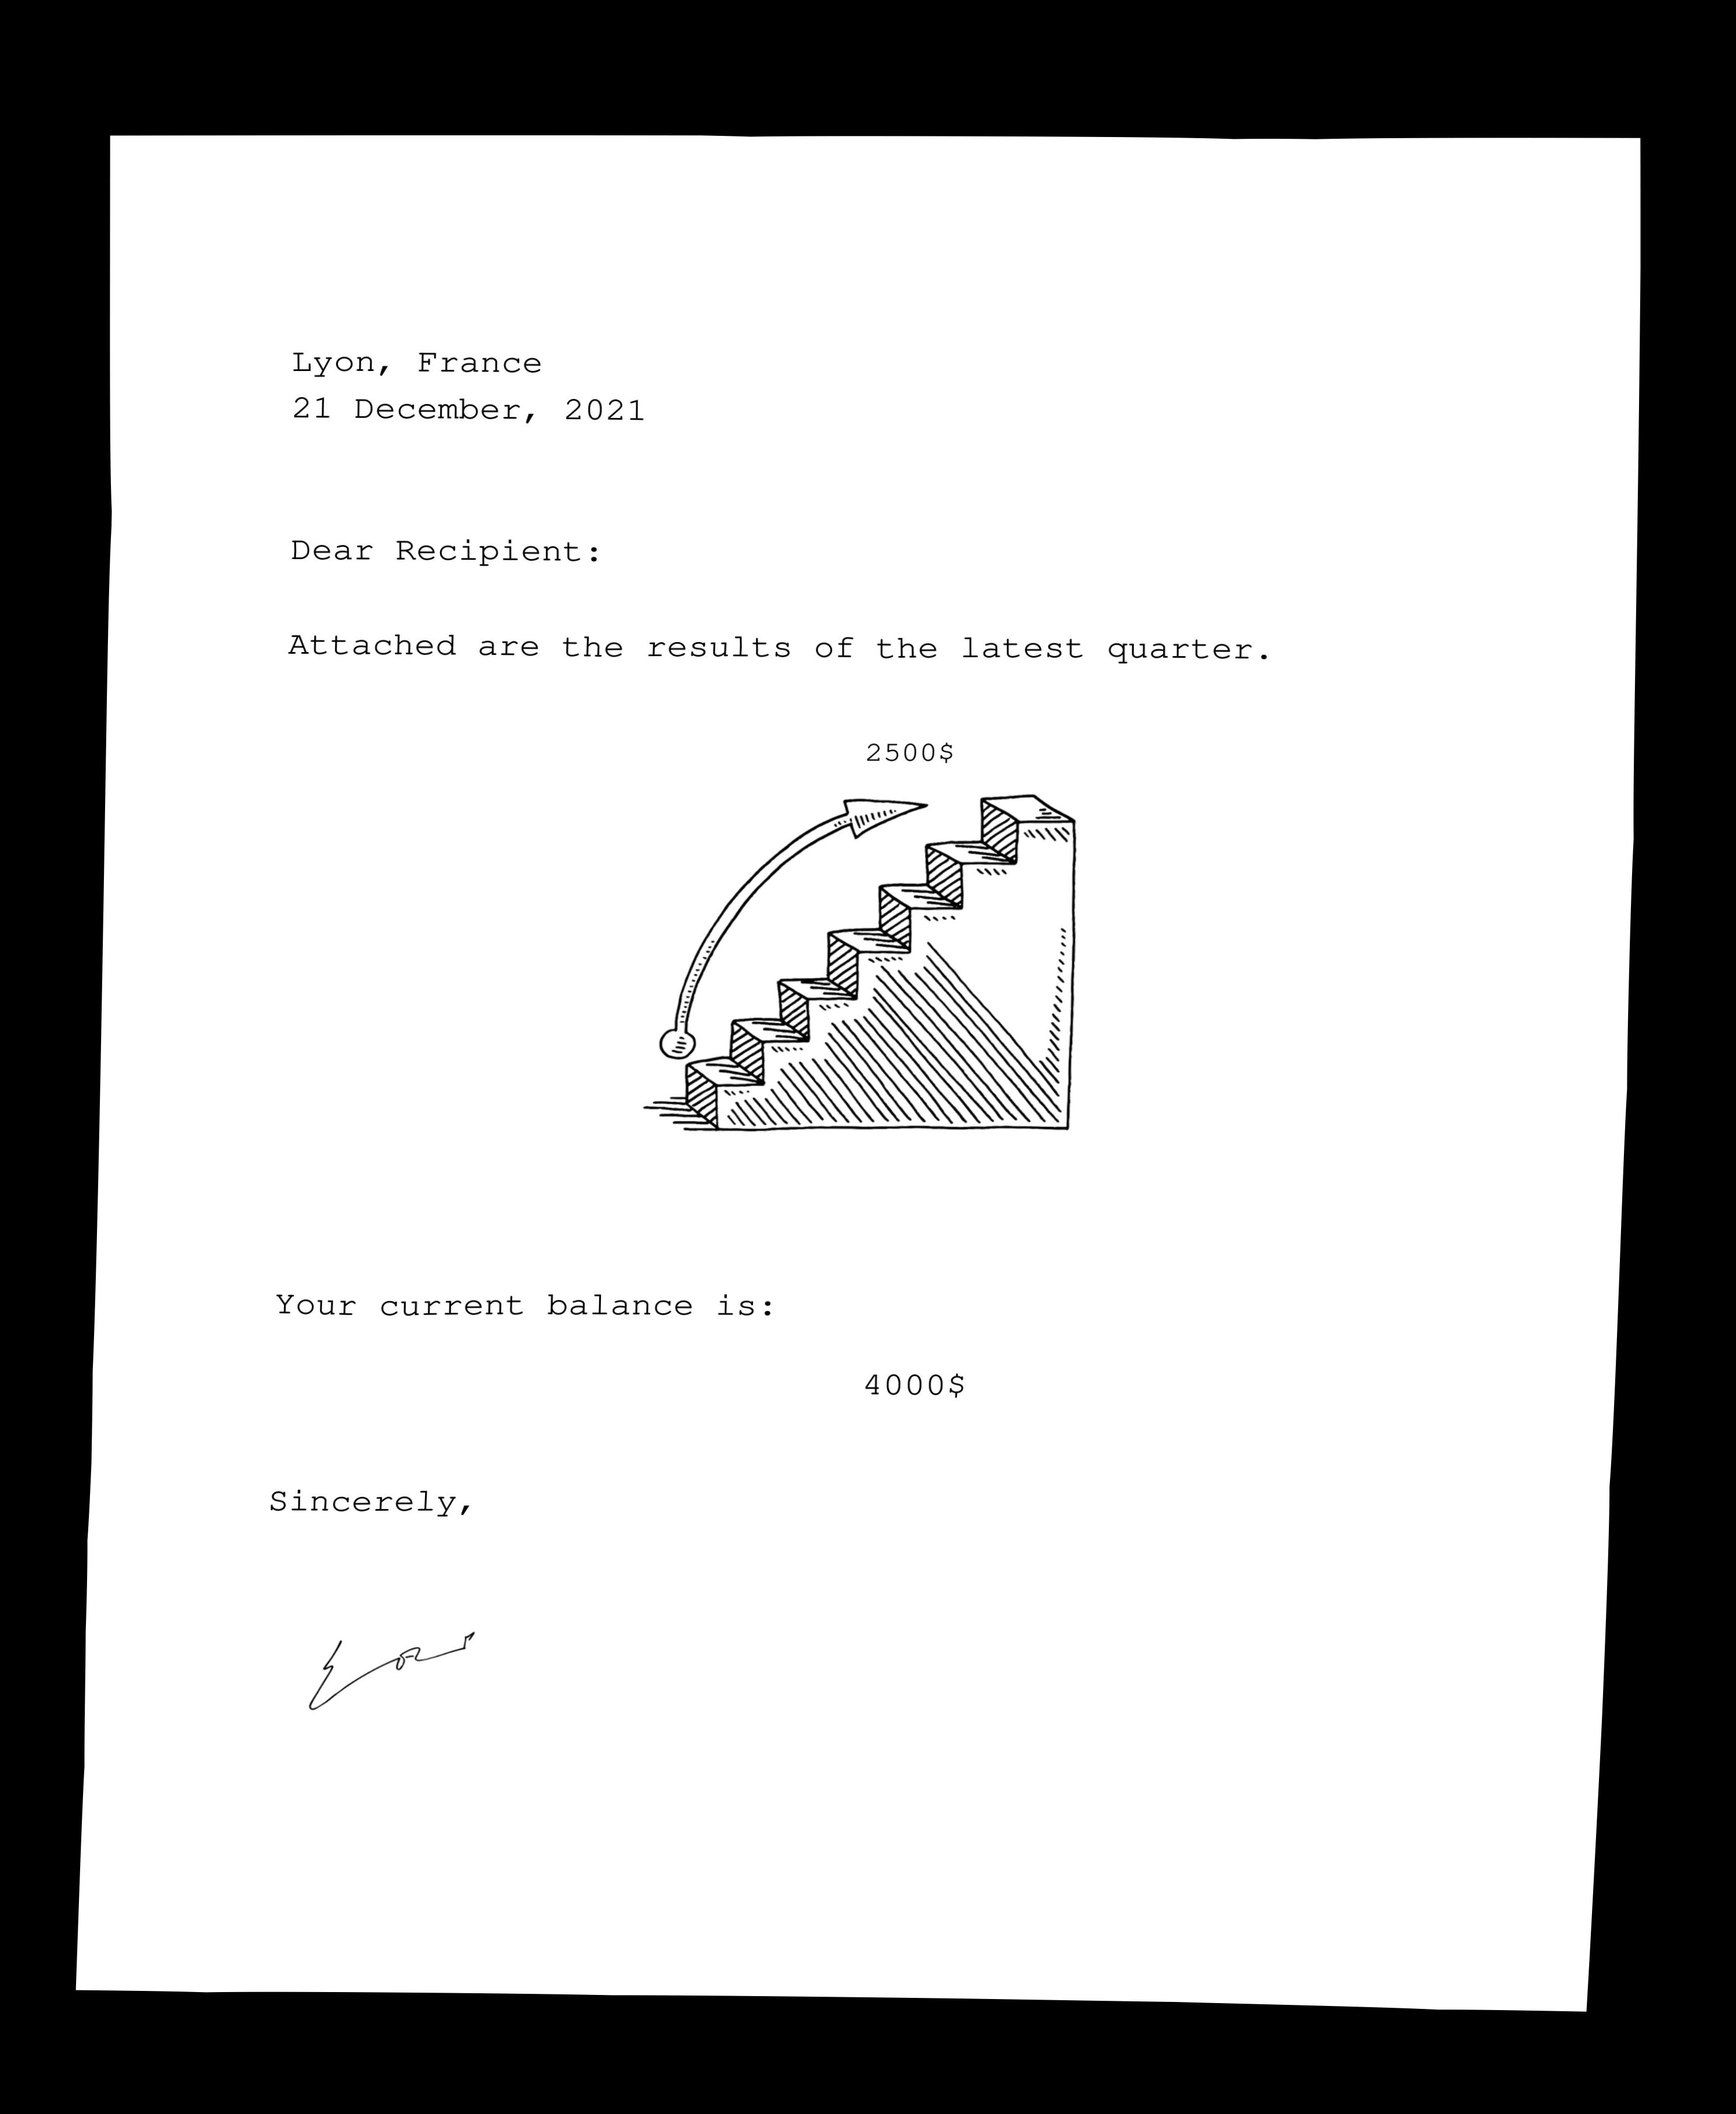 Lyon, France
21 December, 2021
Dear Recipient:
Attached are the results of the latest quarter.
2500$
Your current balance is:
4000$
Sincerely,